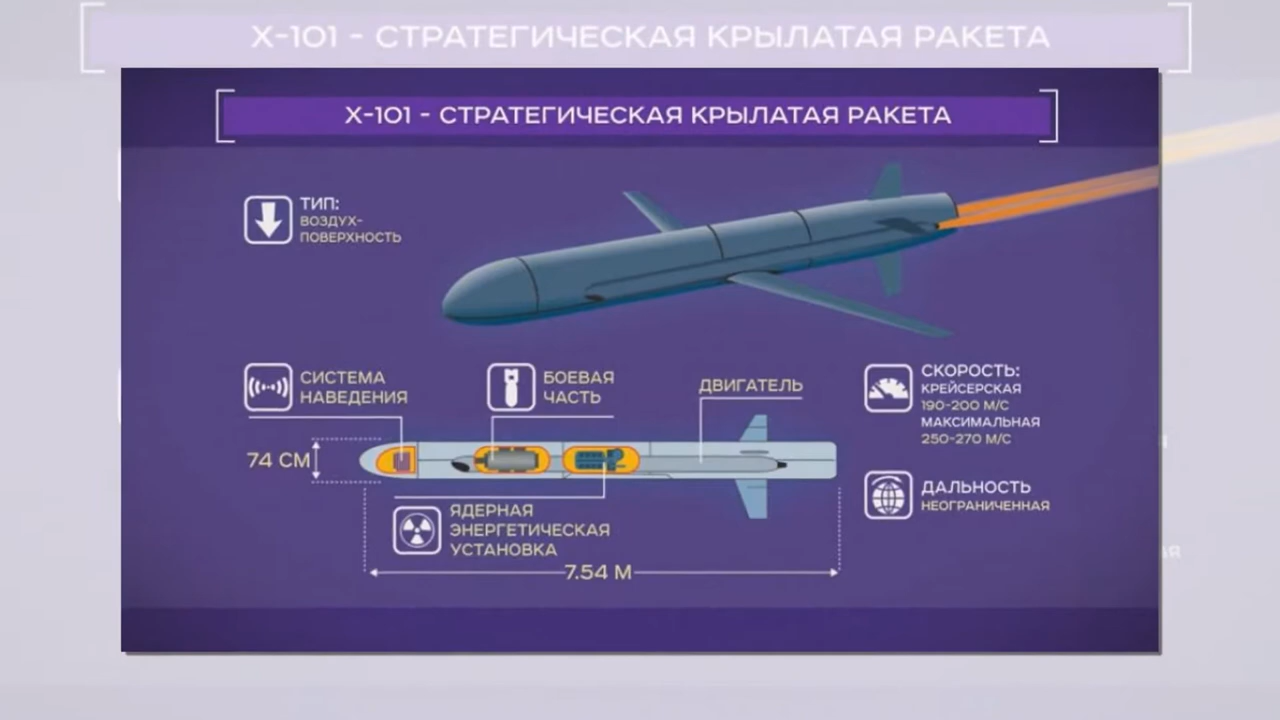 Х-101 - СТРАТЕГИЧЕСКАЯ КРЫЛАТАЯ РАКЕТА
Х-101 - СТРАТЕГИЧЕСКАЯ КРЫЛАТАЯ РАКЕТА
ТИП:
ВОЗДУХ-
ПОВЕРХНОСТЬ
СИСТЕМА
НАВЕДЕНИЯ
БОЕВАЯ
ЧАСТЬ
ДВИГАТЕЛЬ
СКОРОСТЬ:
КРЕЙСЕРСКАЯ
190-200 М/С
МАКСИМАЛЬНАЯ
250-270 М/С
74 СМ
ДАЛЬНОСТЬ
НЕОГРАНИЧЕННАЯ
ЯДЕРНАЯ
ЭНЕРГЕТИЧЕСКАЯ
УСТАНОВКА
7.54 М